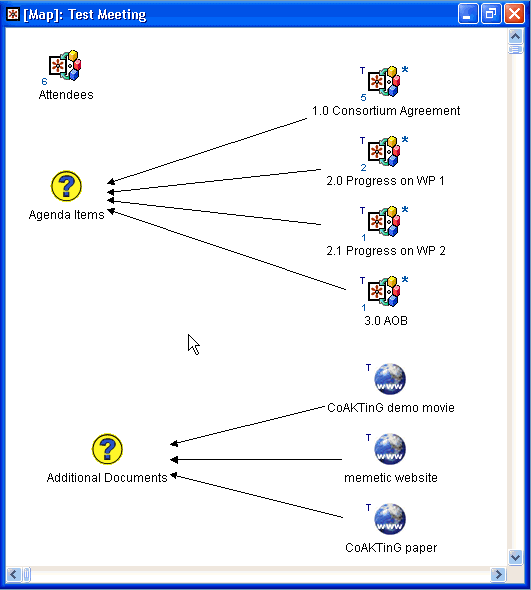 [Map]: Test Meeting
6
Attendees
T
*
5
1.0 Consortium Agreement
T
*
2
2.0 Progress on WP 1
?
Agenda Items
T
*
1
2.1 Progress on WP 2
T
*
1
3.0 AOB
T
www
CoAKTinG demo movie
?
Additional Documents
T
www
memetic website
T
www
CoAKTinG paper